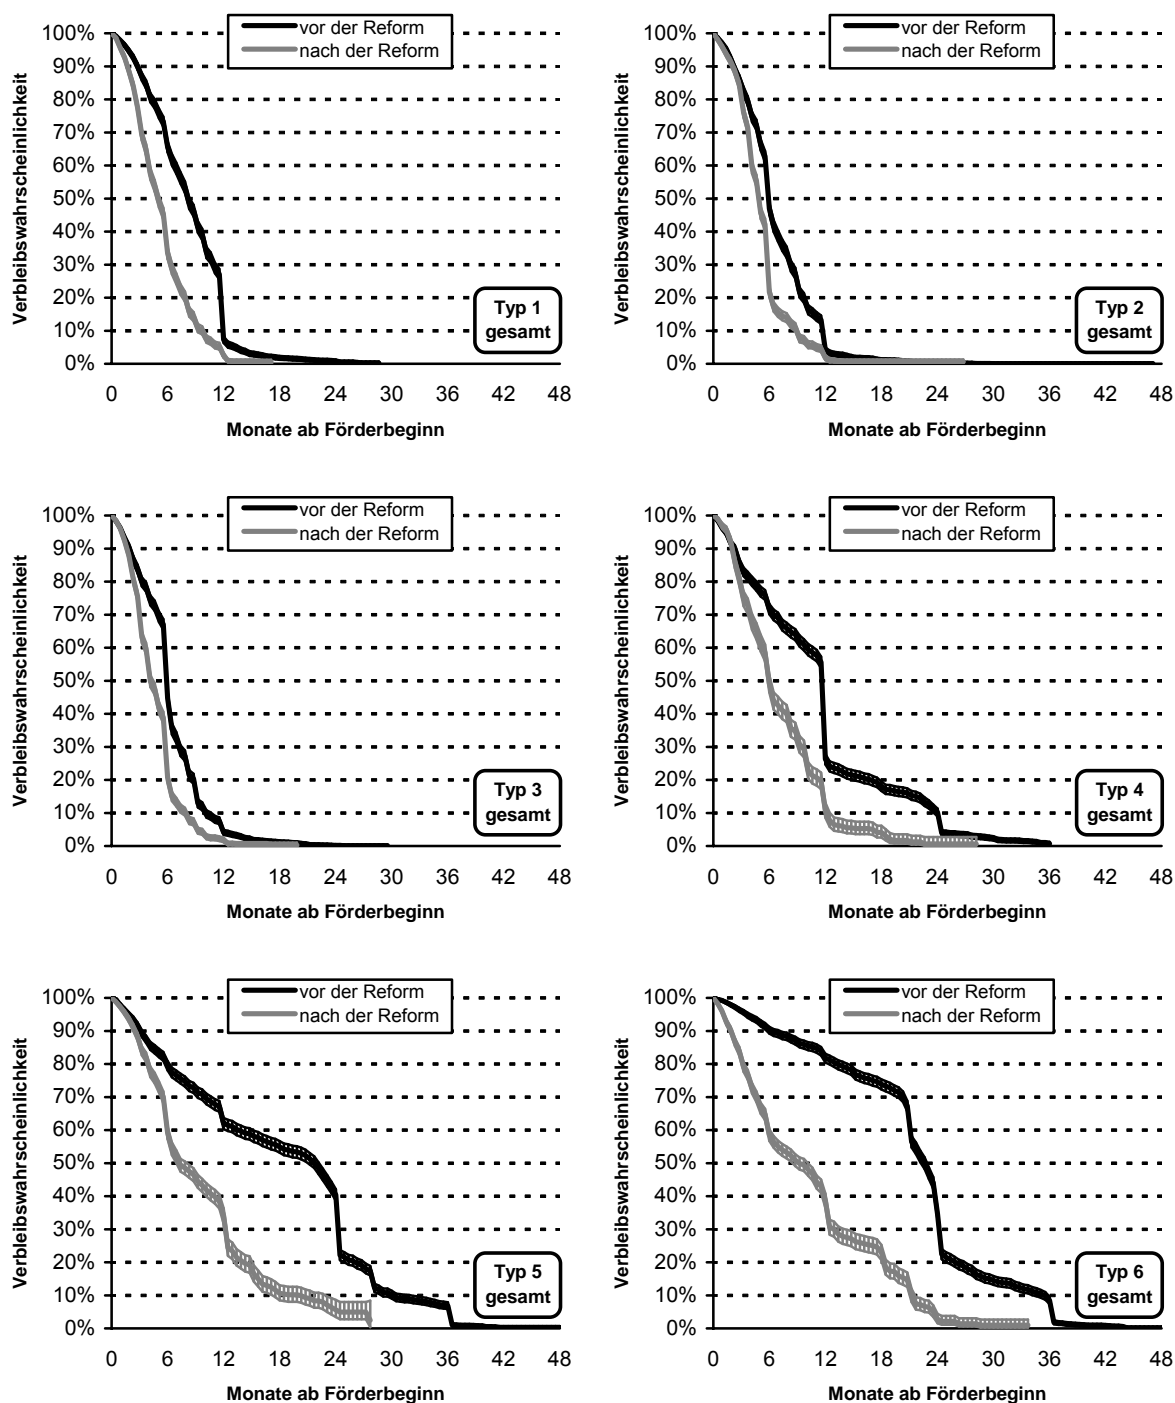 vor der Reform
nach der Reform
100%
90%
80%
70%
60%
50%
40%
30%
20%
10%
0%
Verbleibswahrscheinlichkeit
Typ 1
gesamt
0 6 12 18 24 30 36 42 48
Monate ab Förderbeginn
vor der Reform
nach der Reform
100%
90%
80%
70%
60%
50%
40%
30%
20%
10%
0%
Verbleibswahrscheinlichkeit
Typ 2
gesamt
0 6 12 18 24 30 36 42 48
Monate ab Förderbeginn
vor der Reform
nach der Reform
100%
90%
80%
70%
60%
50%
40%
30%
20%
10%
0%
Verbleibswahrscheinlichkeit
Typ 3
gesamt
0 6 12 18 24 30 36 42 48
Monate ab Förderbeginn
vor der Reform
nach der Reform
100%
90%
80%
70%
60%
50%
40%
30%
20%
10%
0%
Verbleibswahrscheinlichkeit
Typ 4
gesamt
0 6 12 18 24 30 36 42 48
Monate ab Förderbeginn
vor der Reform
nach der Reform
100%
90%
80%
70%
60%
50%
40%
30%
20%
10%
0%
Verbleibswahrscheinlichkeit
Typ 5
gesamt
0 6 12 18 24 30 36 42 48
Monate ab Förderbeginn
vor der Reform
nach der Reform
100%
90%
80%
70%
60%
50%
40%
30%
20%
10%
0%
Verbleibswahrscheinlichkeit
Typ 6
gesamt
0 6 12 18 24 30 36 42 48
Monate ab Förderbeginn